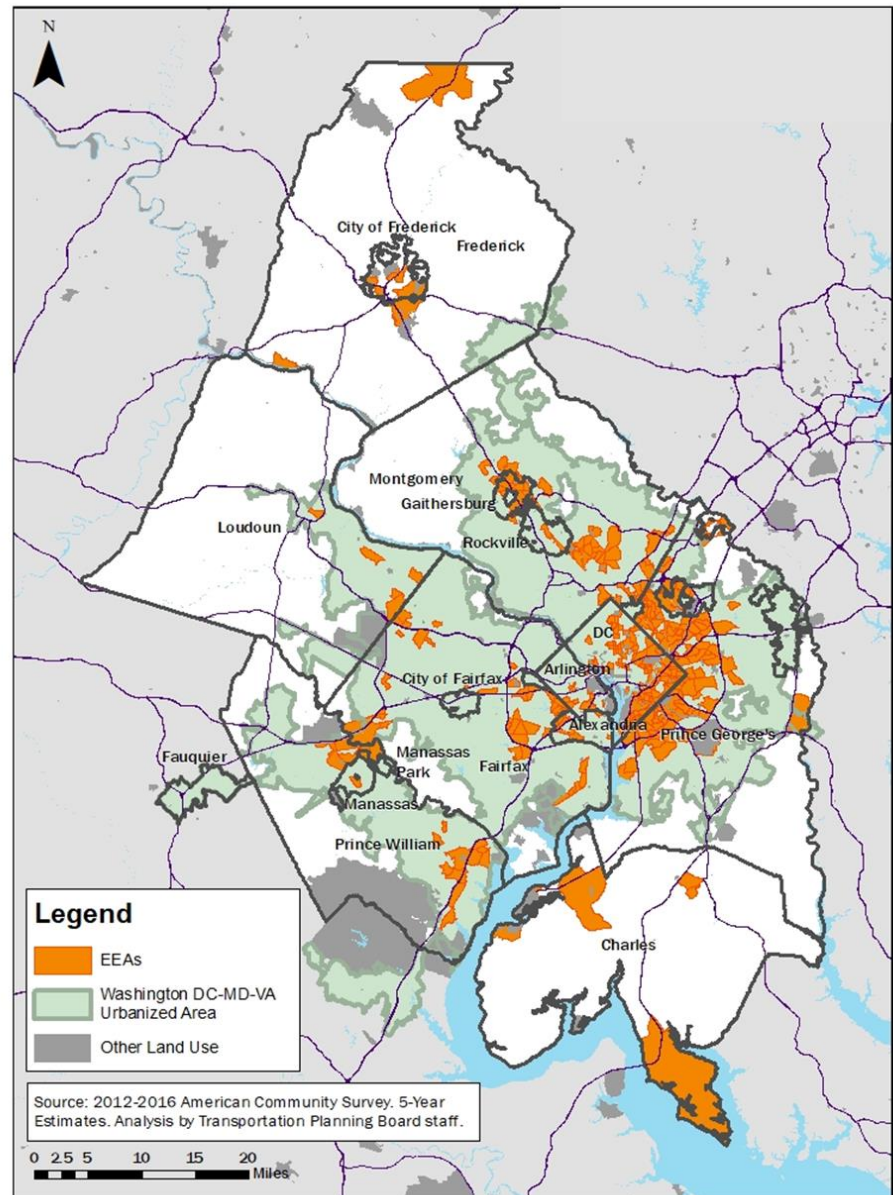 N
City of Frederick
Frederick
Montgomery
Gaithersburg
Loudoun
Rockville
DC
Arlington
City of Fairfax
Alexandria
Prince George's
Fauquier
Manassas
Park
Fairfax
Manassas
Prince William
Charles
Legend
EEAs
Washington DC-MD-VA
Urbanized Area
Other Land Use
Source: 2012-2016 American Community Survey. 5-Year
Estimates. Analysis by Transportation Planning Board staff.
0 2.5 5 10 15 20
Miles